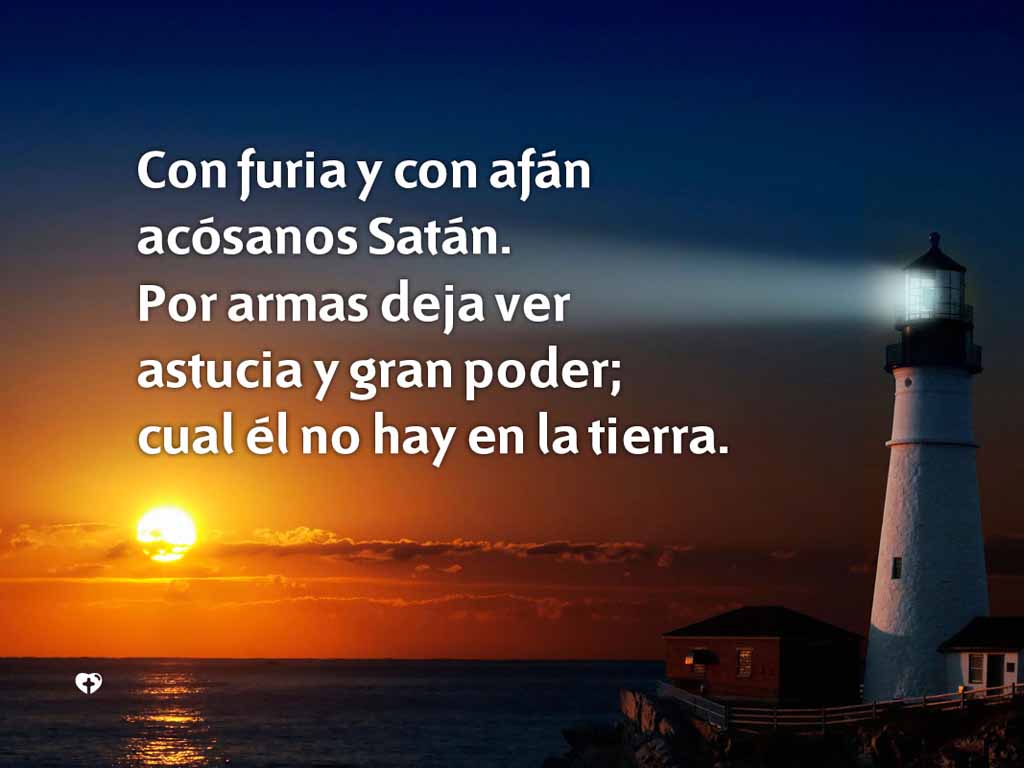 Con furia y con afán
acósanos Satán.
Por armas deja ver
astucia y gran poder;
cual él no hay en la tierra.